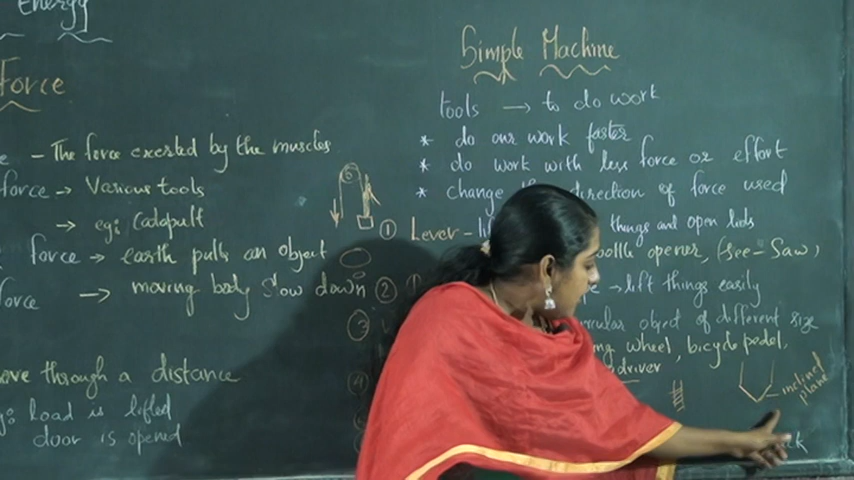 Energy
Force
- The force exerted by the muscles
force → Various tools
→ eg: Catapult
force → earth pulls an object
force → moving body slow down
move through a distance
eg: Load is lifted
door is opened
Simple Machine
tools → to do work
* do our work faster
* do work with less force or effort
* change the direction of force used
① Lever - things and open lids
bottle opener, (See-Saw)
② → lift things easily
③ circular object of different size
wheel, bicycle pedal,
driver
④
inclined
plane